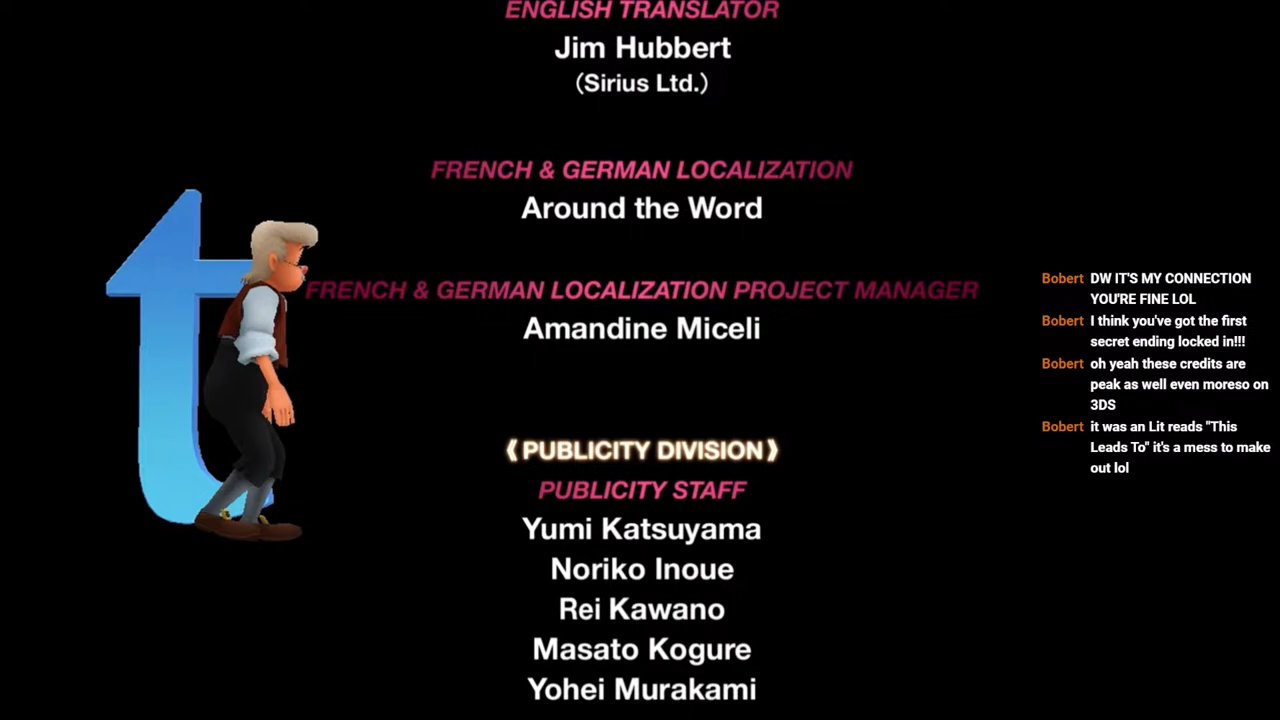 ENGLISH TRANSLATOR
Jim Hubbert
(Sirius Ltd.)
FRENCH & GERMAN LOCALIZATION
Around the Word
t
FRENCH & GERMAN LOCALIZATION PROJECT MANAGER
Amandine Miceli
《PUBLICITY DIVISION》
PUBLICITY STAFF
Yumi Katsuyama
Noriko Inoue
Rei Kawano
Masato Kogure
Yohei Murakami
Bobert DW IT'S MY CONNECTION
YOU'RE FINE LOL
Bobert I think you've got the first
secret ending locked in!!!
Bobert oh yeah these credits are
peak as well even moreso on
3DS
Bobert it was an Lit reads "This
Leads To" it's a mess to make
out lol